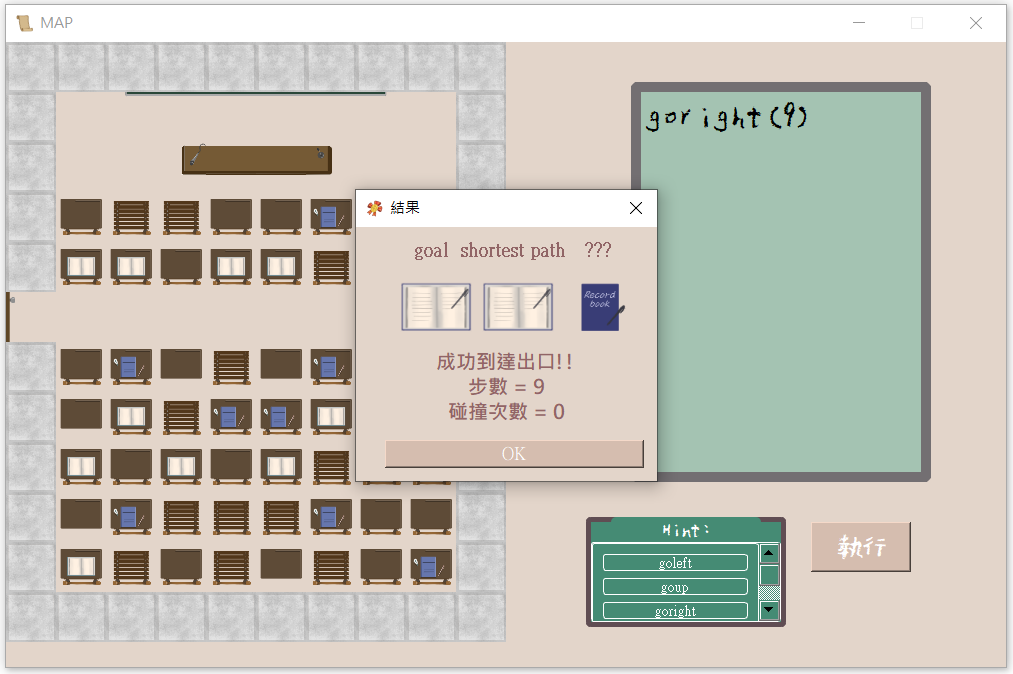 MAP
goright(9)
結果
goal shortest path ???
Record
book
成功到達出口!!
步數 = 9
碰撞次數 = 0
OK
Hint:
goleft
goup
goright
執行